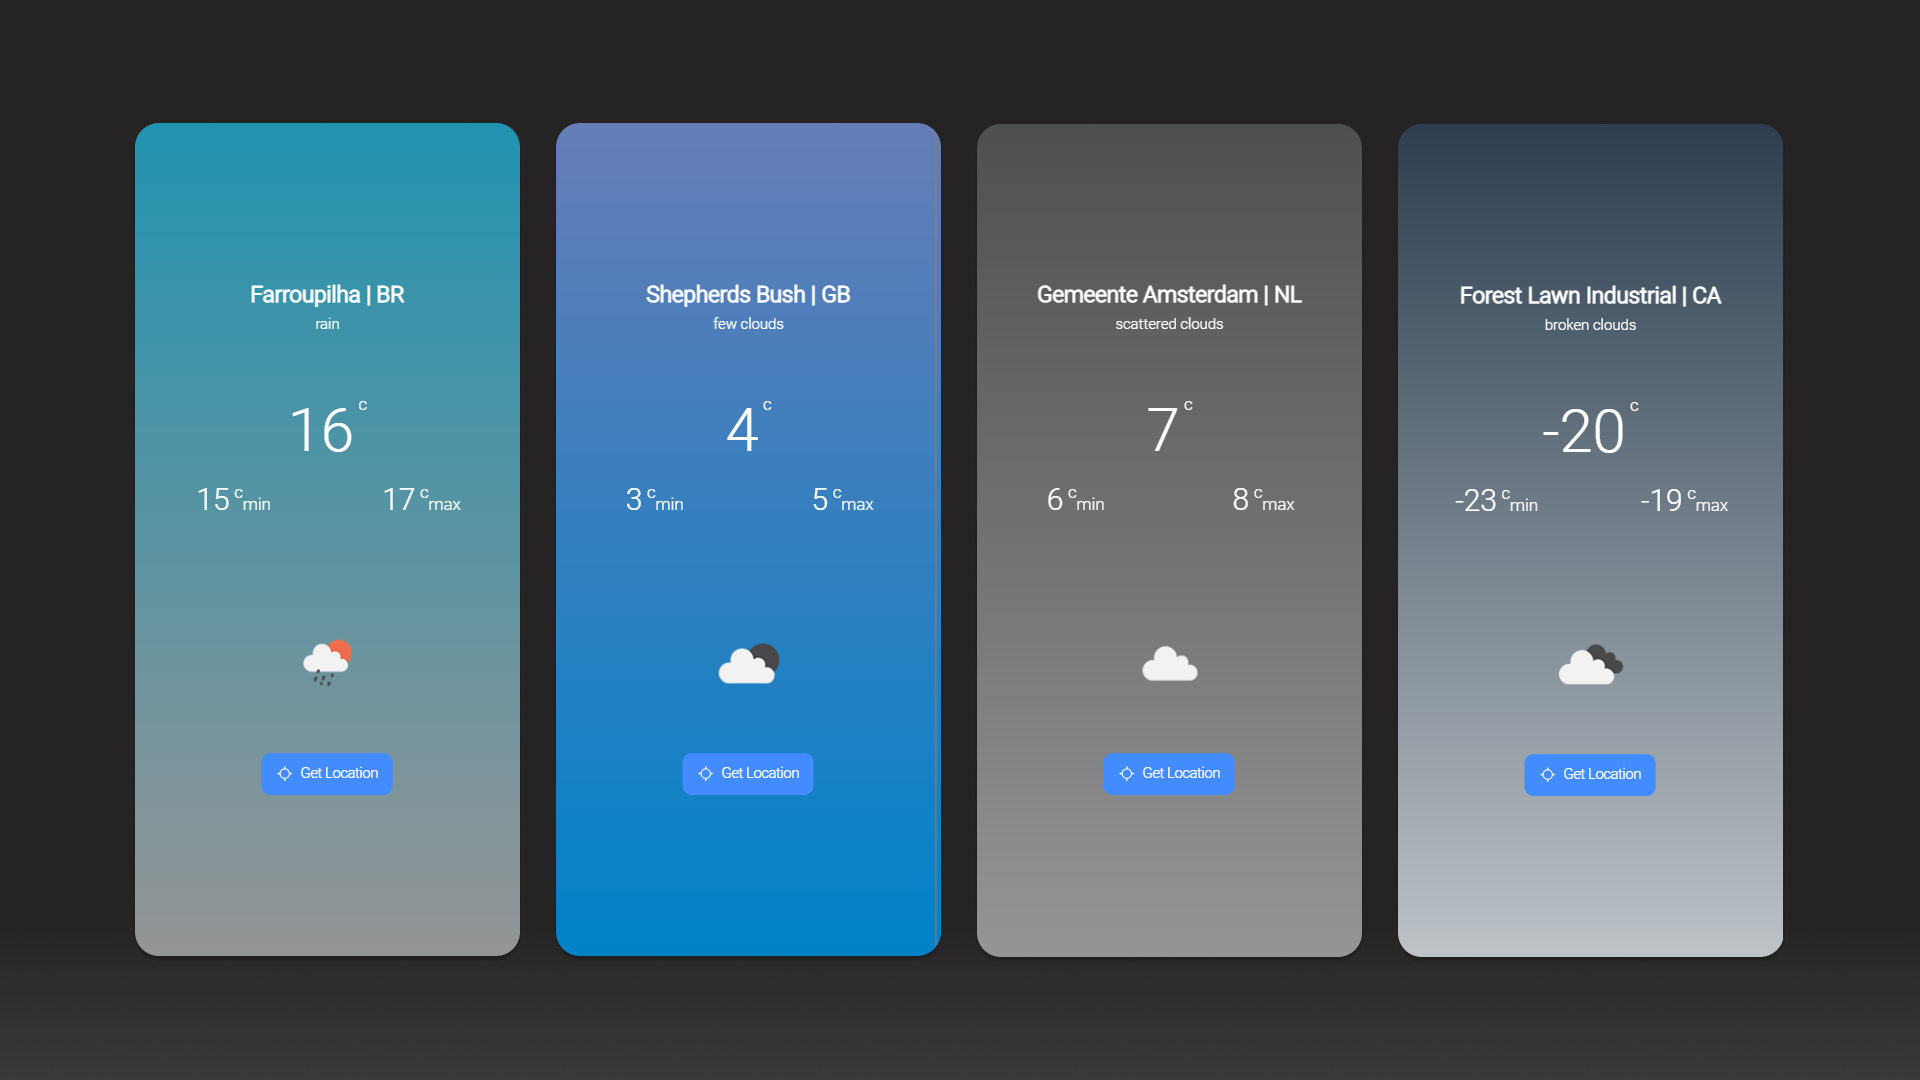 Farroupilha | BR
rain
16 c
15 c min 17 c max
Get Location
Shepherds Bush | GB
few clouds
4 c
3 c min 5 c max
Get Location
Gemeente Amsterdam | NL
scattered clouds
7 c
6 c min 8 c max
Get Location
Forest Lawn Industrial | CA
broken clouds
-20 c
-23 c min -19 c max
Get Location